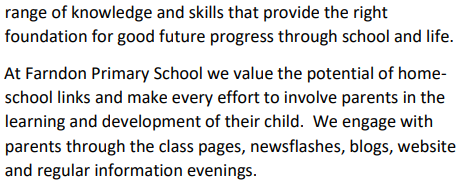 range of knowledge and skills that provide the right
foundation for good future progress through school and life.
At Farndon Primary School we value the potential of home-
school links and make every effort to involve parents in the
learning and development of their child.  We engage with
parents through the class pages, newsflashes, blogs, website
and regular information evenings.